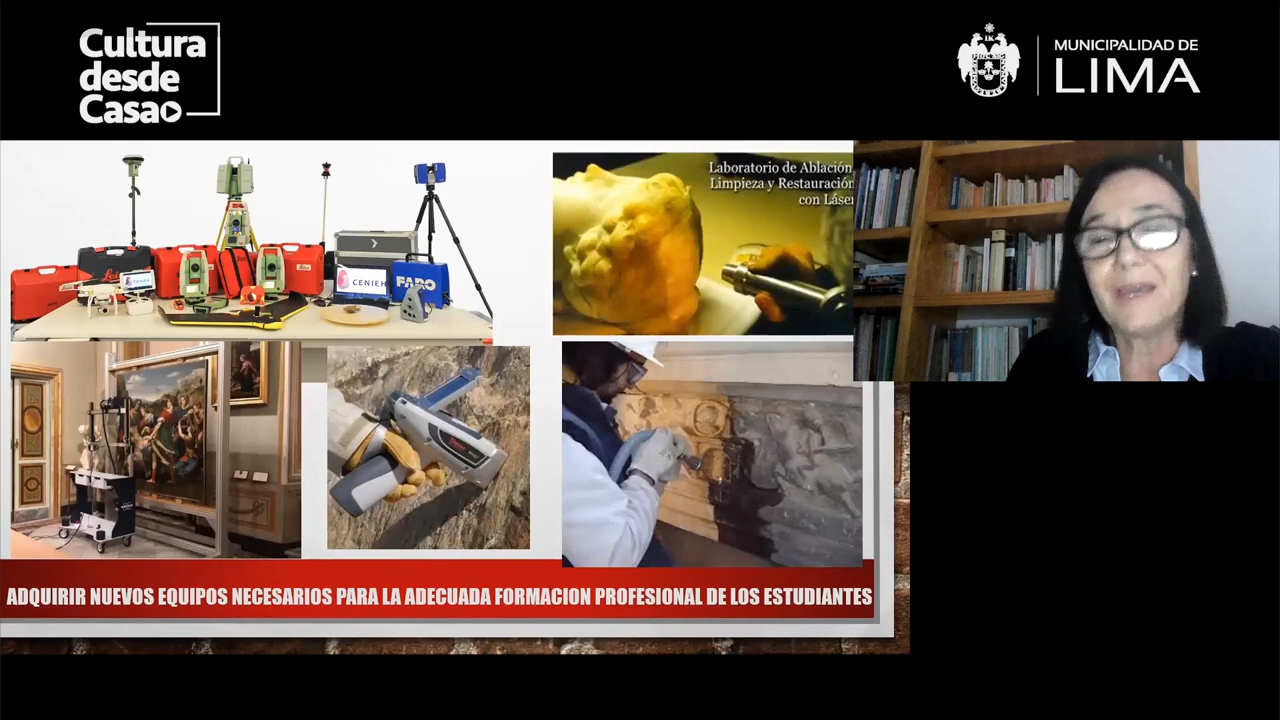 Cultura
desde
Casa
MUNICIPALIDAD DE
LIMA
Laboratorio de Ablación,
Limpieza y Restauración
con Láser
Leica
CENIEH
FARO
ADQUIRIR NUEVOS EQUIPOS NECESARIOS PARA LA ADECUADA FORMACION PROFESIONAL DE LOS ESTUDIANTES